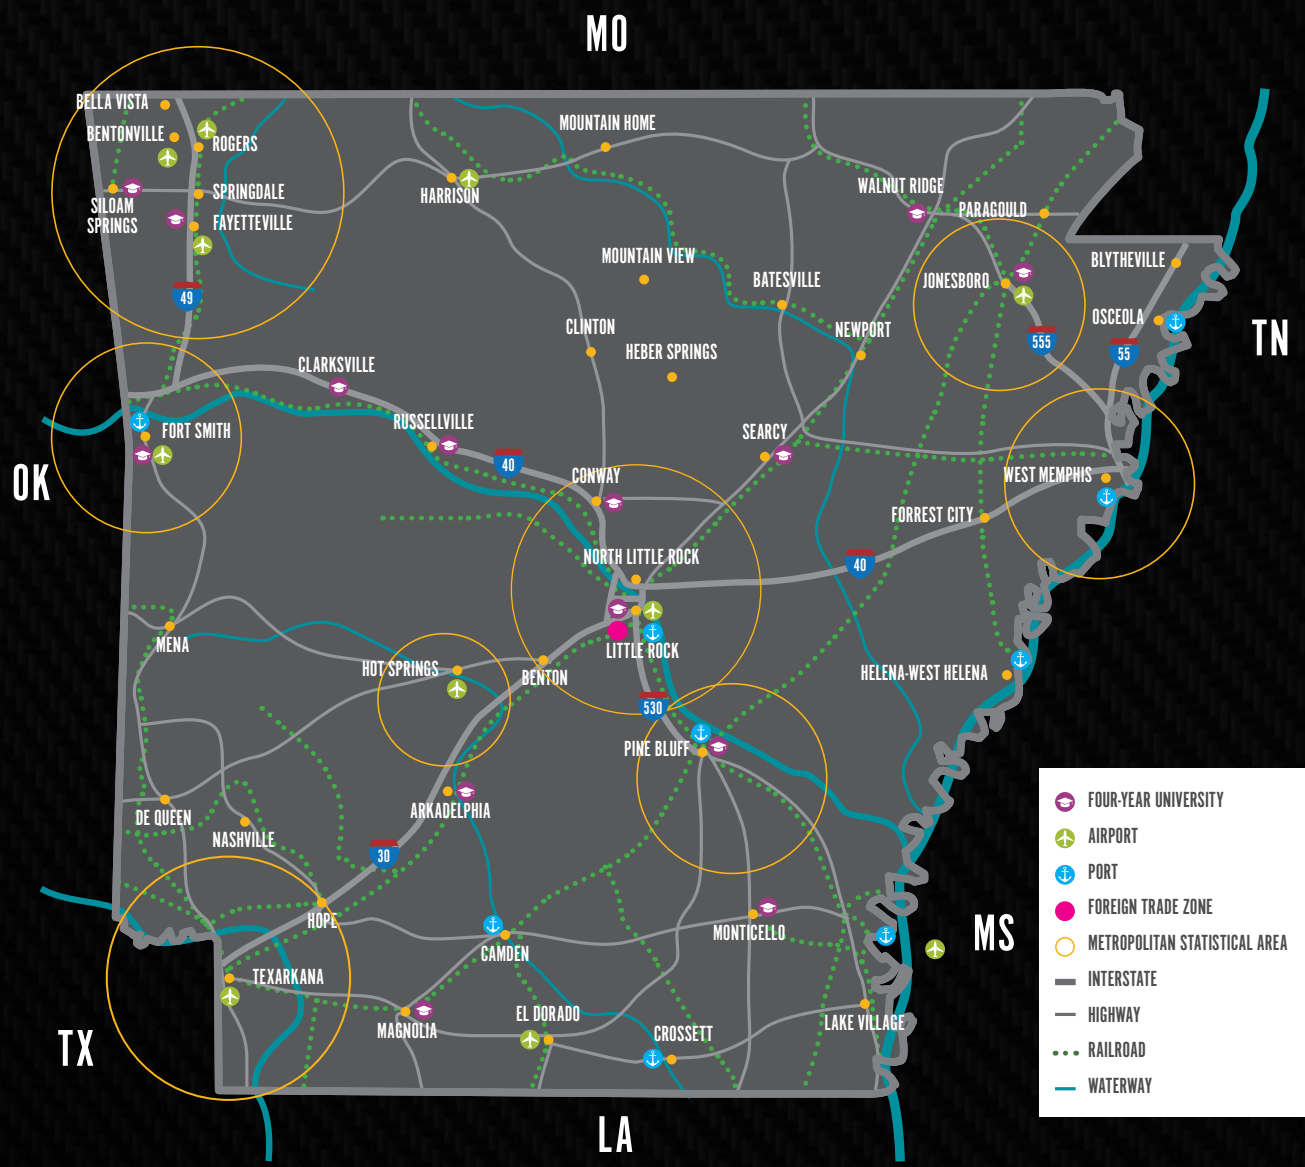 MO
BELLA VISTA
BENTONVILLE
ROGERS
MOUNTAIN HOME
SPRINGDALE
SILOAM
SPRINGS
FAYETTEVILLE
HARRISON
WALNUT RIDGE
PARAGOULD
49
MOUNTAIN VIEW
BATESVILLE
JONESBORO
BLYTHEVILLE
OSCEOLA
CLINTON
NEWPORT
555
55
TN
HEBER SPRINGS
CLARKSVILLE
FORT SMITH
RUSSELLVILLE
SEARCY
40
OK
CONWAY
WEST MEMPHIS
FORREST CITY
NORTH LITTLE ROCK
40
MENA
LITTLE ROCK
HOT SPRINGS
BENTON
HELENA-WEST HELENA
530
PINE BLUFF
DE QUEEN
ARKADELPHIA
NASHVILLE
30
HOPE
MONTICELLO
MS
CAMDEN
TEXARKANA
MAGNOLIA
EL DORADO
CROSSETT
LAKE VILLAGE
TX
LA
FOUR-YEAR UNIVERSITY
AIRPORT
PORT
FOREIGN TRADE ZONE
METROPOLITAN STATISTICAL AREA
INTERSTATE
HIGHWAY
RAILROAD
WATERWAY